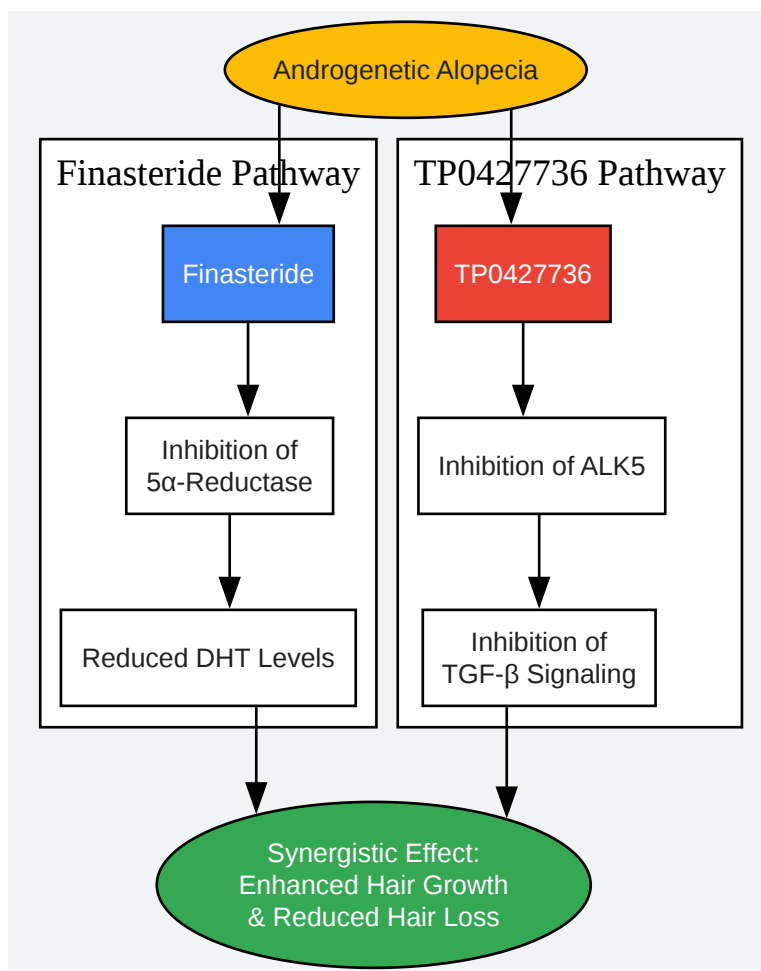 Androgenetic Alopecia
Finasteride Pathway
Finasteride
Inhibition of
5α-Reductase
Reduced DHT Levels
TP0427736 Pathway
TP0427736
Inhibition of ALK5
Inhibition of
TGF-β Signaling
Synergistic Effect:
Enhanced Hair Growth
& Reduced Hair Loss